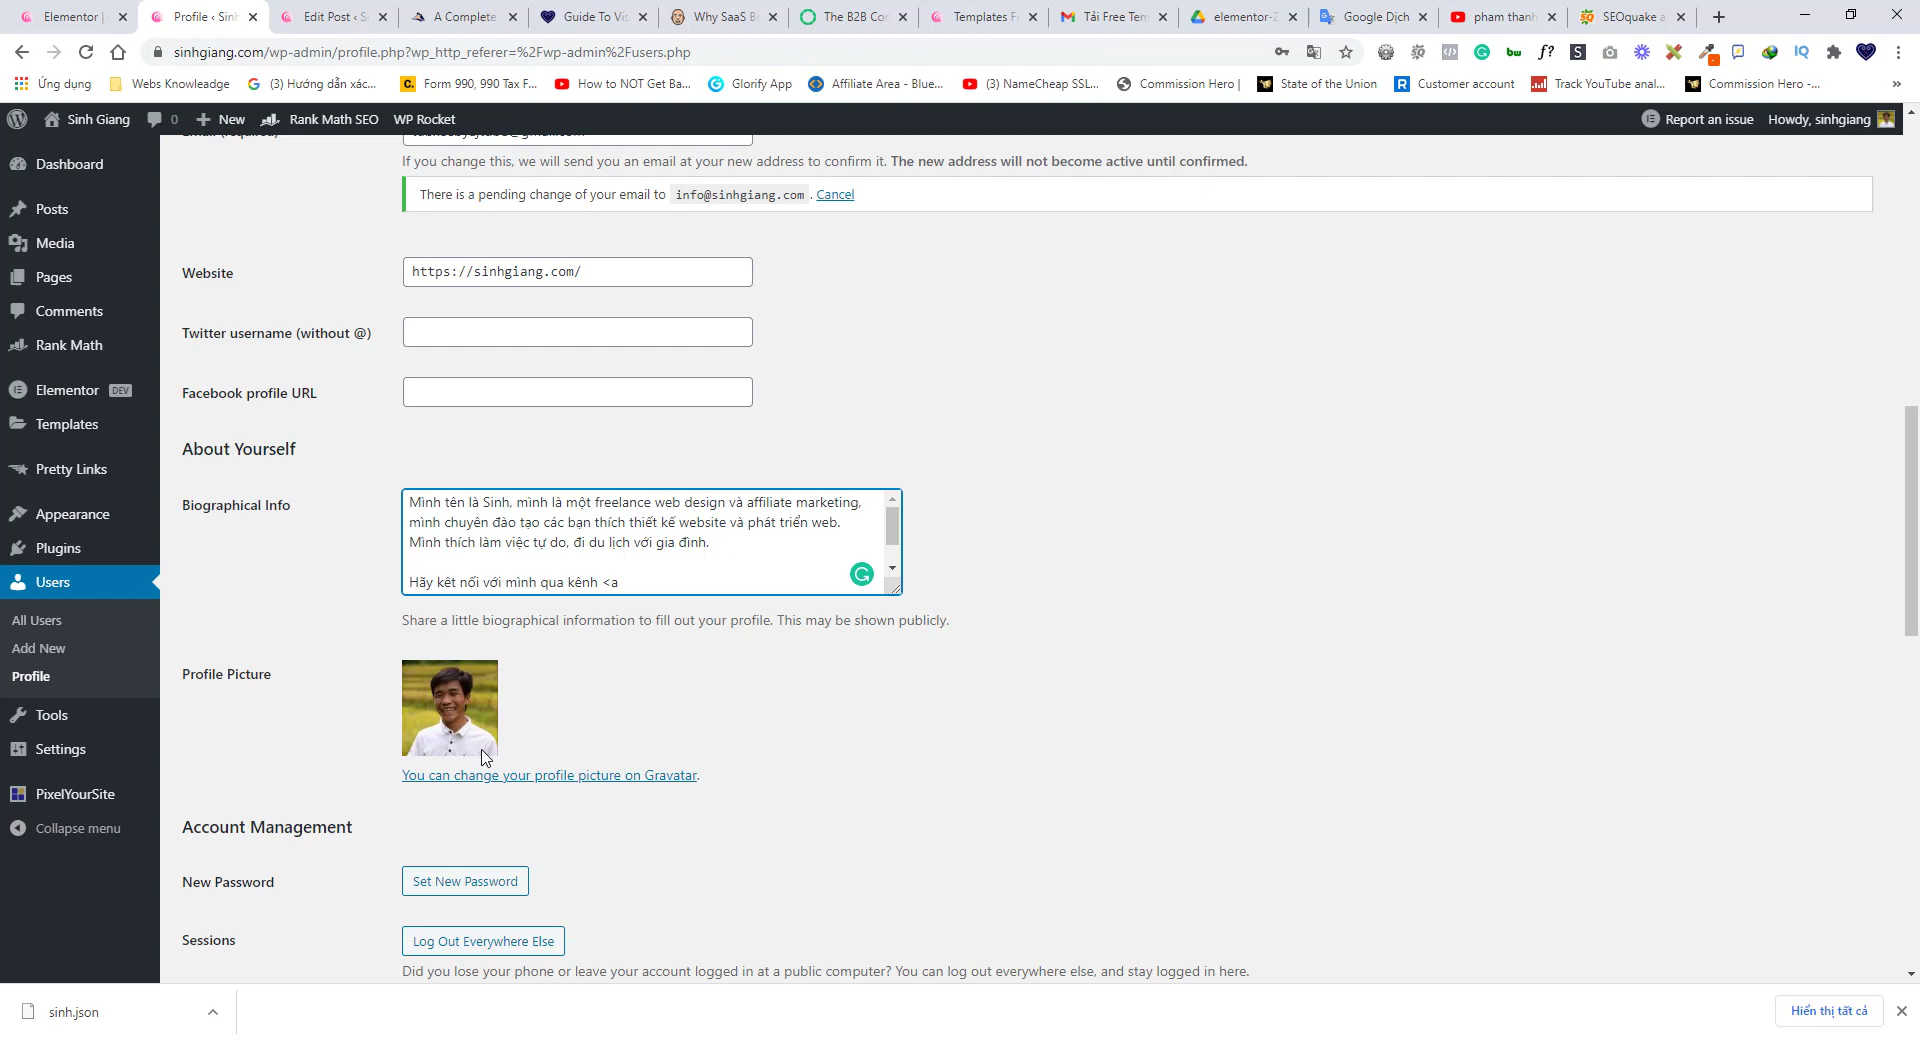 Elementor |
Profile ‹ Sinh
Edit Post ‹ S
A Complete
Guide To Vis
Why SaaS B
The B2B Con
Templates F
Tải Free Tem
elementor-2
Google Dịch
pham thanh
SEOquake a
sinhgiang.com/wp-admin/profile.php?wp_http_referer=%2Fwp-admin%2Fusers.php
Ứng dụng
Webs Knowleadge
(3) Hướng dẫn xác...
Form 990, 990 Tax F...
How to NOT Get Ba...
Glorify App
Affiliate Area - Blue...
(3) NameCheap SSL...
Commission Hero |
State of the Union
Customer account
Track YouTube anal...
Commission Hero -...
Sinh Giang
0
New
Rank Math SEO
WP Rocket
Report an issue
Howdy, sinhgiang
Dashboard
Posts
Media
Pages
Comments
Rank Math
Elementor DEV
Templates
Pretty Links
Appearance
Plugins
Users
All Users
Add New
Profile
Tools
Settings
PixelYourSite
Collapse menu
If you change this, we will send you an email at your new address to confirm it. The new address will not become active until confirmed.
There is a pending change of your email to info@sinhgiang.com . Cancel
Website
https://sinhgiang.com/
Twitter username (without @)
Facebook profile URL
About Yourself
Biographical Info
Mình tên là Sinh, mình là một freelance web design và affiliate marketing,
mình chuyên đào tạo các bạn thích thiết kế website và phát triển web.
Mình thích làm việc tự do, đi du lịch với gia đình.
Hãy kêt nối với mình qua kênh <a
Share a little biographical information to fill out your profile. This may be shown publicly.
Profile Picture
You can change your profile picture on Gravatar.
Account Management
New Password
Set New Password
Sessions
Log Out Everywhere Else
Did you lose your phone or leave your account logged in at a public computer? You can log out everywhere else, and stay logged in here.
sinh.json
Hiển thị tất cả